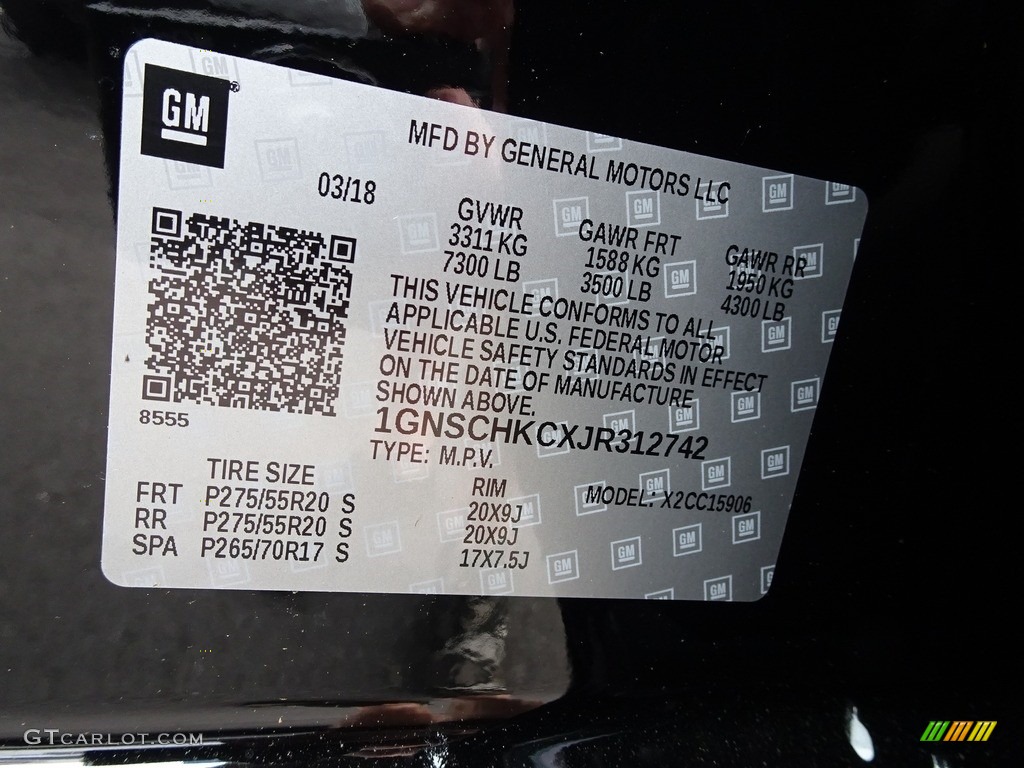 GM®
MFD BY GENERAL MOTORS LLC
03/18
GVWR GAWR FRT GAWR RR
3311 KG 1588 KG 1950 KG
7300 LB 3500 LB 4300 LB
THIS VEHICLE CONFORMS TO ALL
APPLICABLE U.S. FEDERAL MOTOR
VEHICLE SAFETY STANDARDS IN EFFECT
ON THE DATE OF MANUFACTURE
SHOWN ABOVE.
8555
1GNSCHKCXJR312742
TYPE: M.P.V.
TIRE SIZE RIM MODEL: X2CC15906
FRT P275/55R20 S 20X9J
RR P275/55R20 S 20X9J
SPA P265/70R17 S 17X7.5J
GTCARLOT.COM